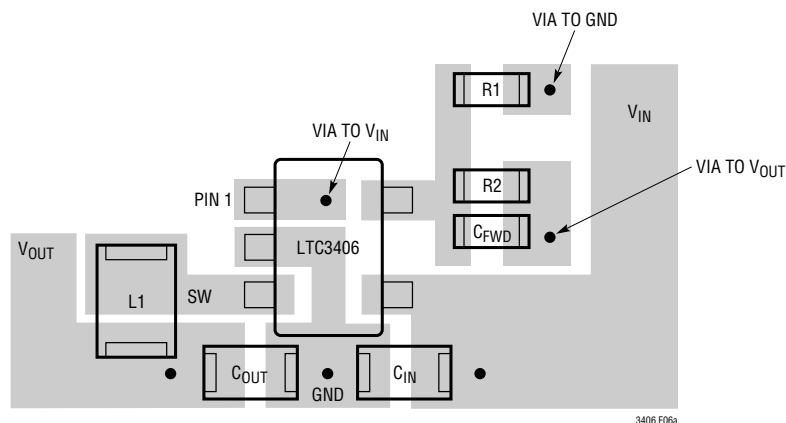 VIA TO GND
R1
V_IN
VIA TO V_IN
VIA TO V_OUT
PIN 1
R2
C_FWD
V_OUT
LTC3406
L1
SW
C_OUT
GND
C_IN
3406 F06a